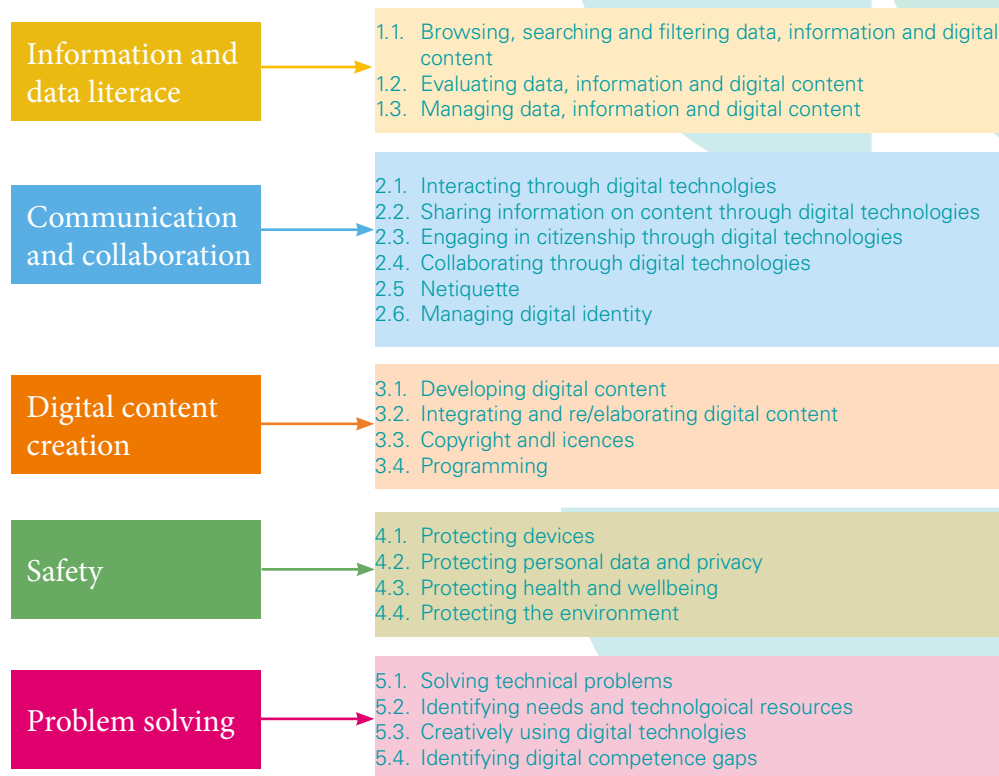 Information and
data literace
1.1. Browsing, searching and filtering data, information and digital
content
1.2. Evaluating data, information and digital content
1.3. Managing data, information and digital content
Communication
and collaboration
2.1. Interacting through digital technolgies
2.2. Sharing information on content through digital technologies
2.3. Engaging in citizenship through digital technologies
2.4. Collaborating through digital technologies
2.5 Netiquette
2.6. Managing digital identity
Digital content
creation
3.1. Developing digital content
3.2. Integrating and re/elaborating digital content
3.3. Copyright andl icences
3.4. Programming
Safety
4.1. Protecting devices
4.2. Protecting personal data and privacy
4.3. Protecting health and wellbeing
4.4. Protecting the environment
Problem solving
5.1. Solving technical problems
5.2. Identifying needs and technolgoical resources
5.3. Creatively using digital technolgies
5.4. Identifying digital competence gaps